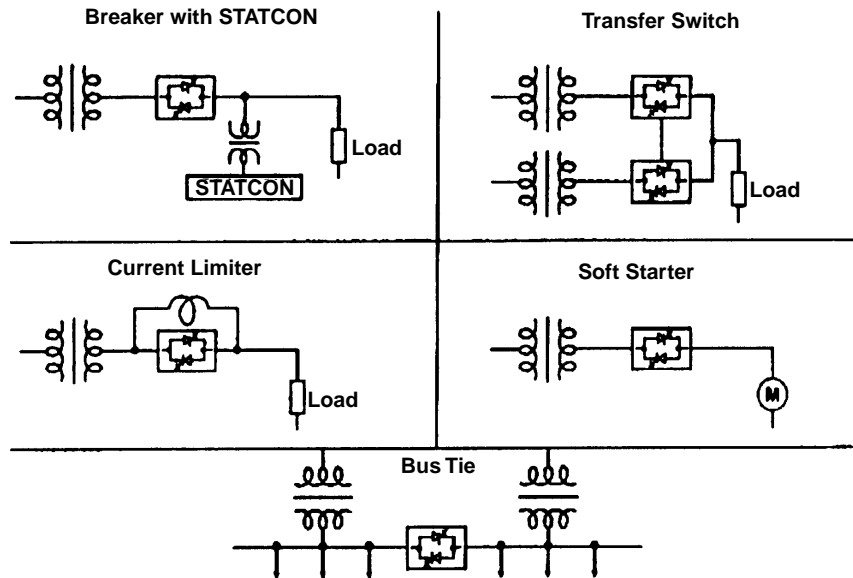 Breaker with STATCON
Transfer Switch
Load
STATCON
Load
Current Limiter
Soft Starter
Load
M
Bus Tie